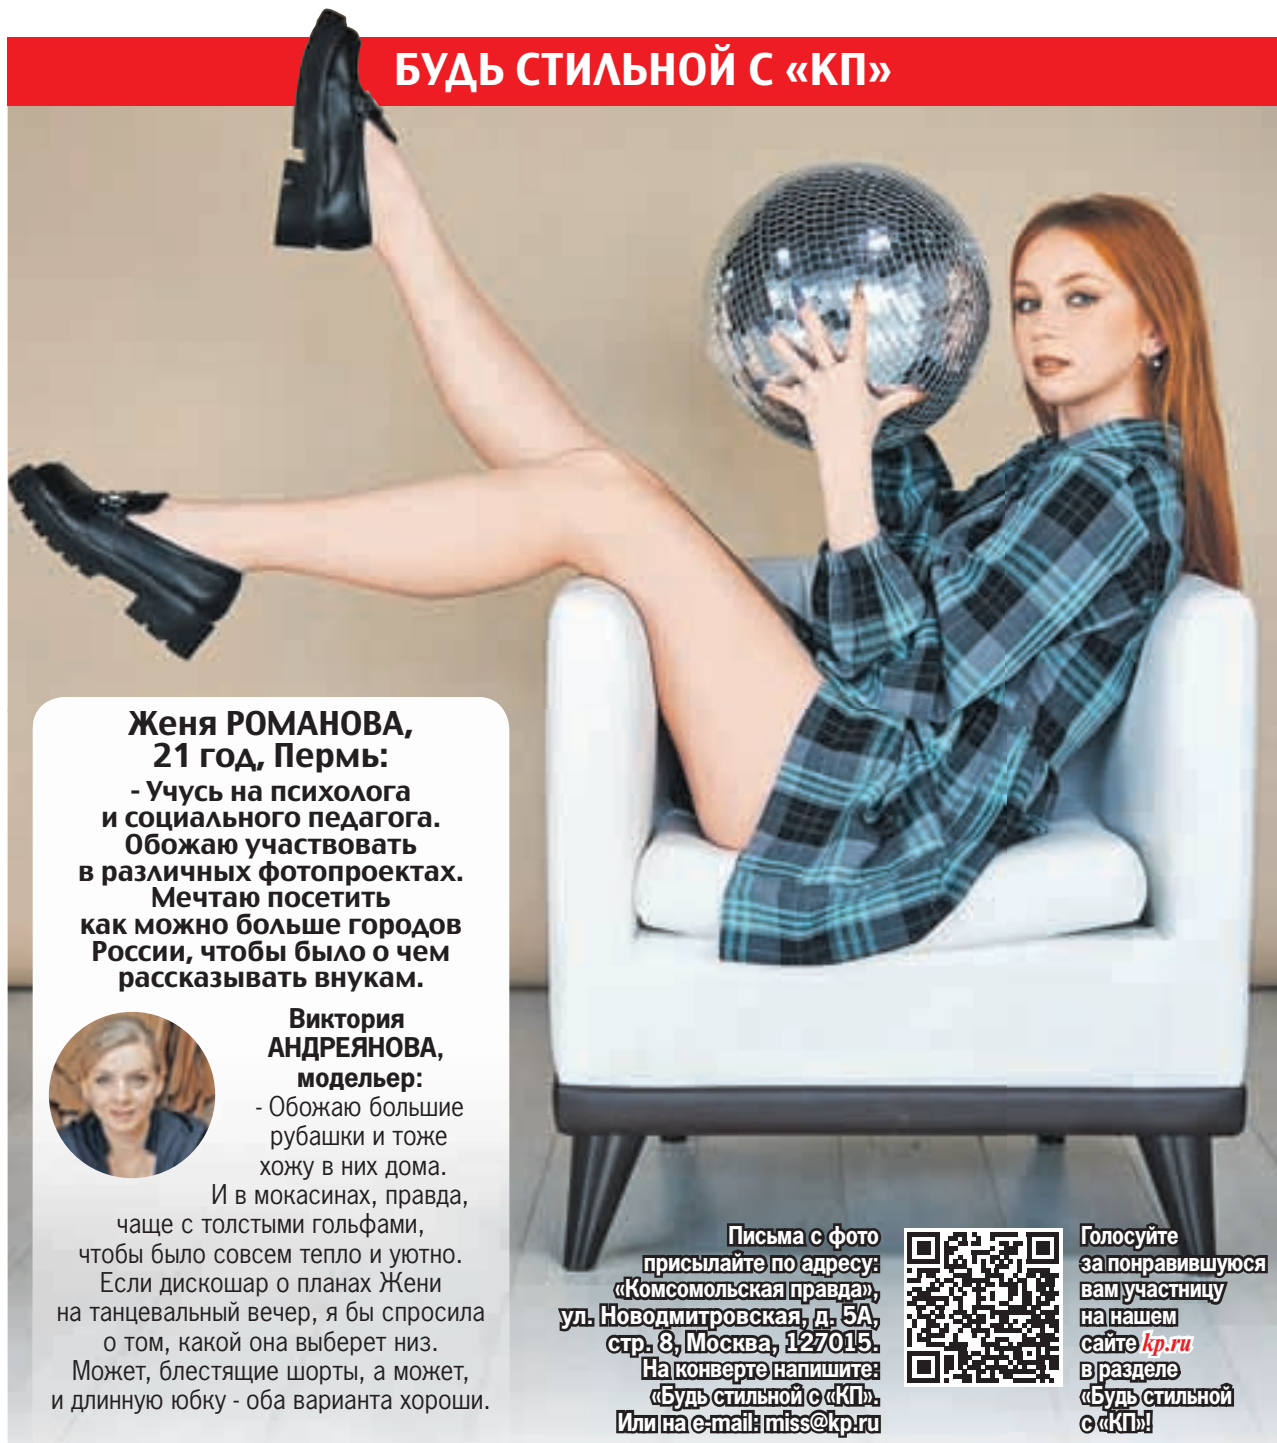 БУДЬ СТИЛЬНОЙ С «КП»
Женя РОМАНОВА,
21 год, Пермь:
- Учусь на психолога
и социального педагога.
Обожаю участвовать
в различных фотопроектах.
Мечтаю посетить
как можно больше городов
России, чтобы было о чем
рассказывать внукам.
Виктория
АНДРЕЯНОВА,
модельер:
- Обожаю большие
рубашки и тоже
хожу в них дома.
И в мокасинах, правда,
чаще с толстыми гольфами,
чтобы было совсем тепло и уютно.
Если дискошар о планах Жени
на танцевальный вечер, я бы спросила
о том, какой она выберет низ.
Может, блестящие шорты, а может,
и длинную юбку - оба варианта хороши.
Письма с фото
присылайте по адресу:
«Комсомольская правда»,
ул. Новодмитровская, д. 5А,
стр. 8, Москва, 127015.
На конверте напишите:
«Будь стильной с «КП».
Или на e-mail: miss@kp.ru
Голосуйте
за понравившуюся
вам участницу
на нашем
сайте kp.ru
в разделе
«Будь стильной
с «КП»!